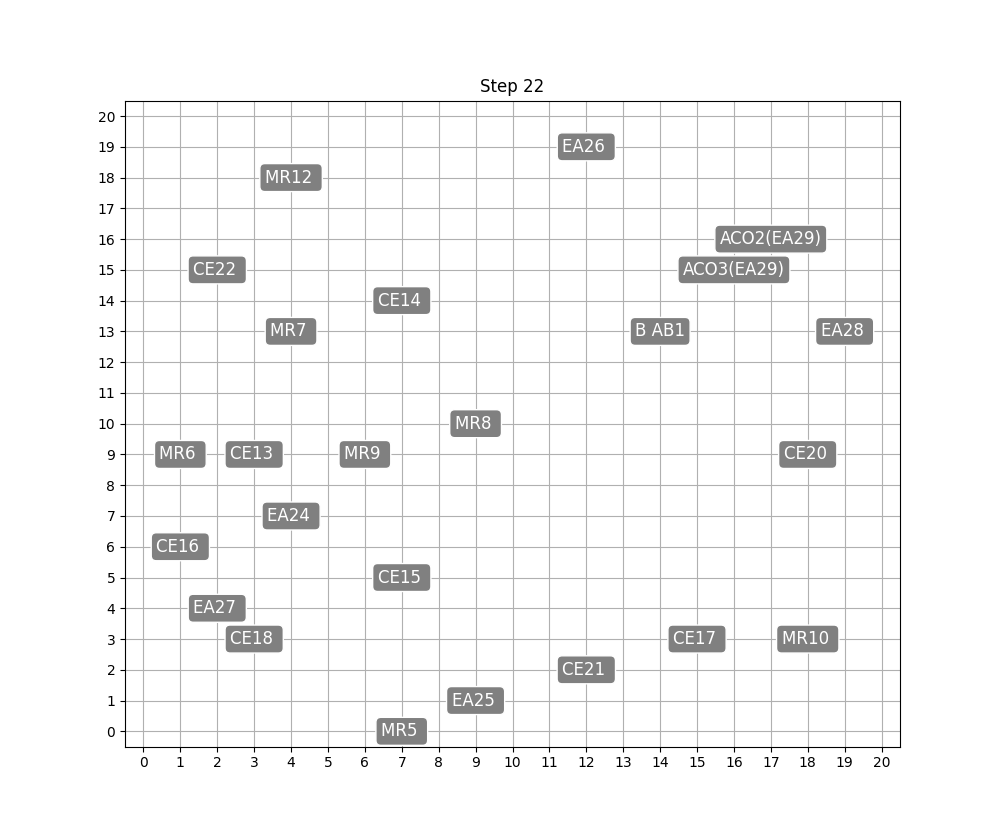 Step 22
20
19
18
17
16
15
14
13
12
11
10
9
8
7
6
5
4
3
2
1
0
EA26
MR12
ACO2(EA29)
CE22
ACO3(EA29)
CE14
MR7
B AB1
EA28
MR8
MR6
CE13
MR9
CE20
EA24
CE16
CE15
EA27
CE18
CE17
MR10
CE21
EA25
MR5
0 1 2 3 4 5 6 7 8 9 10 11 12 13 14 15 16 17 18 19 20